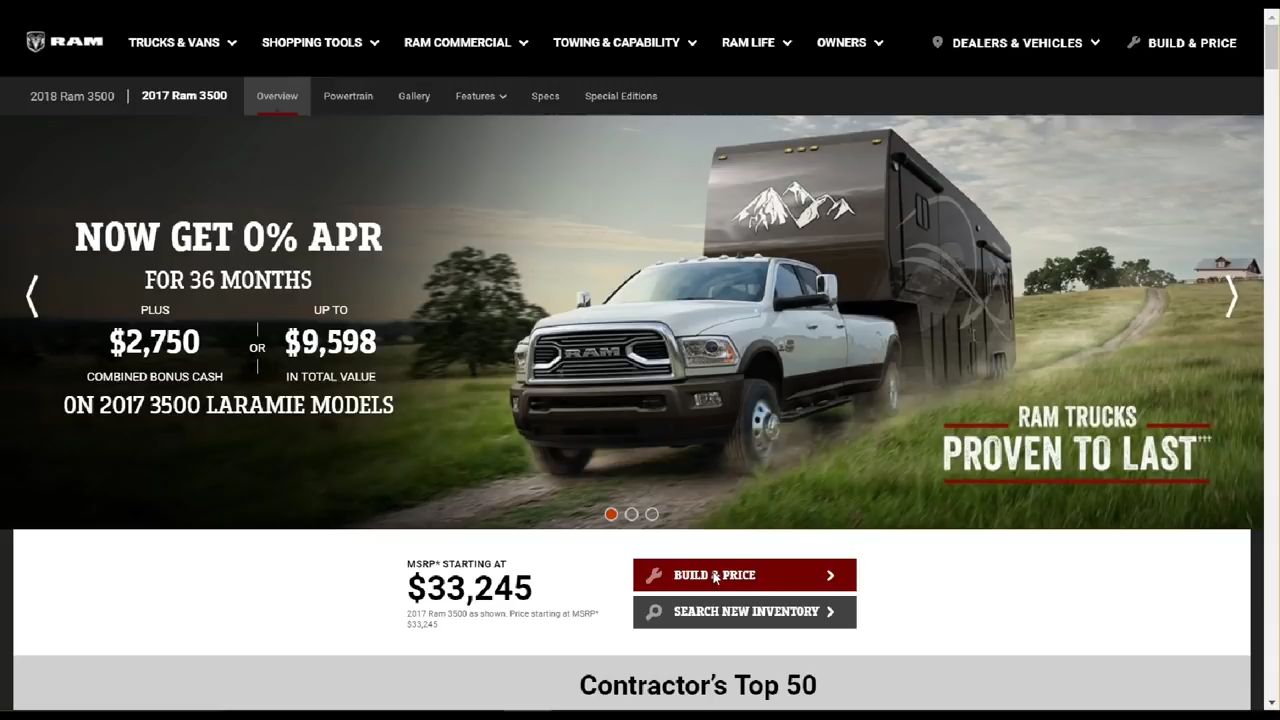 RAM
TRUCKS & VANS
SHOPPING TOOLS
RAM COMMERCIAL
TOWING & CAPABILITY
RAM LIFE
OWNERS
DEALERS & VEHICLES
BUILD & PRICE
2018 Ram 3500 | 2017 Ram 3500
Overview
Powertrain
Gallery
Features
Specs
Special Editions
NOW GET 0% APR
FOR 36 MONTHS
PLUS
$2,750
COMBINED BONUS CASH
OR
UP TO
$9,598
IN TOTAL VALUE
ON 2017 3500 LARAMIE MODELS
RAM
RAM TRUCKS
PROVEN TO LAST†††
MSRP* STARTING AT
$33,245
2017 Ram 3500 as shown. Price starting at MSRP*
$33,245
BUILD & PRICE
SEARCH NEW INVENTORY
Contractor's Top 50